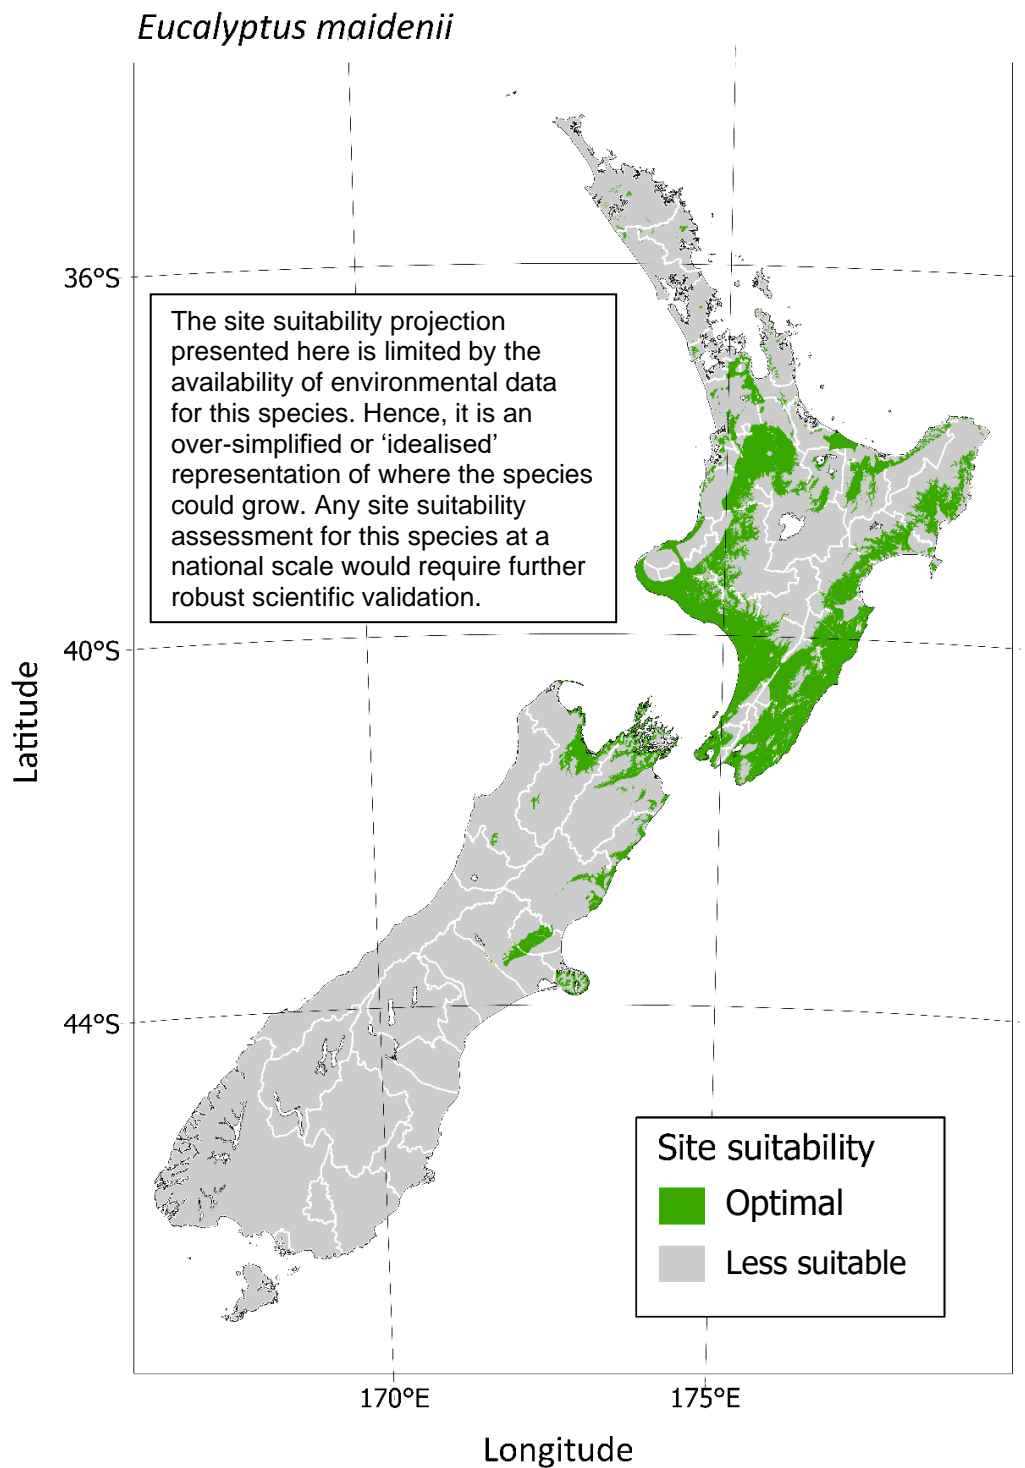 Eucalyptus maidenii
36°S
The site suitability projection
presented here is limited by the
availability of environmental data
for this species. Hence, it is an
over-simplified or ‘idealised’
representation of where the species
could grow. Any site suitability
assessment for this species at a
national scale would require further
robust scientific validation.
40°S
Latitude
44°S
Site suitability
Optimal
Less suitable
170°E
175°E
Longitude